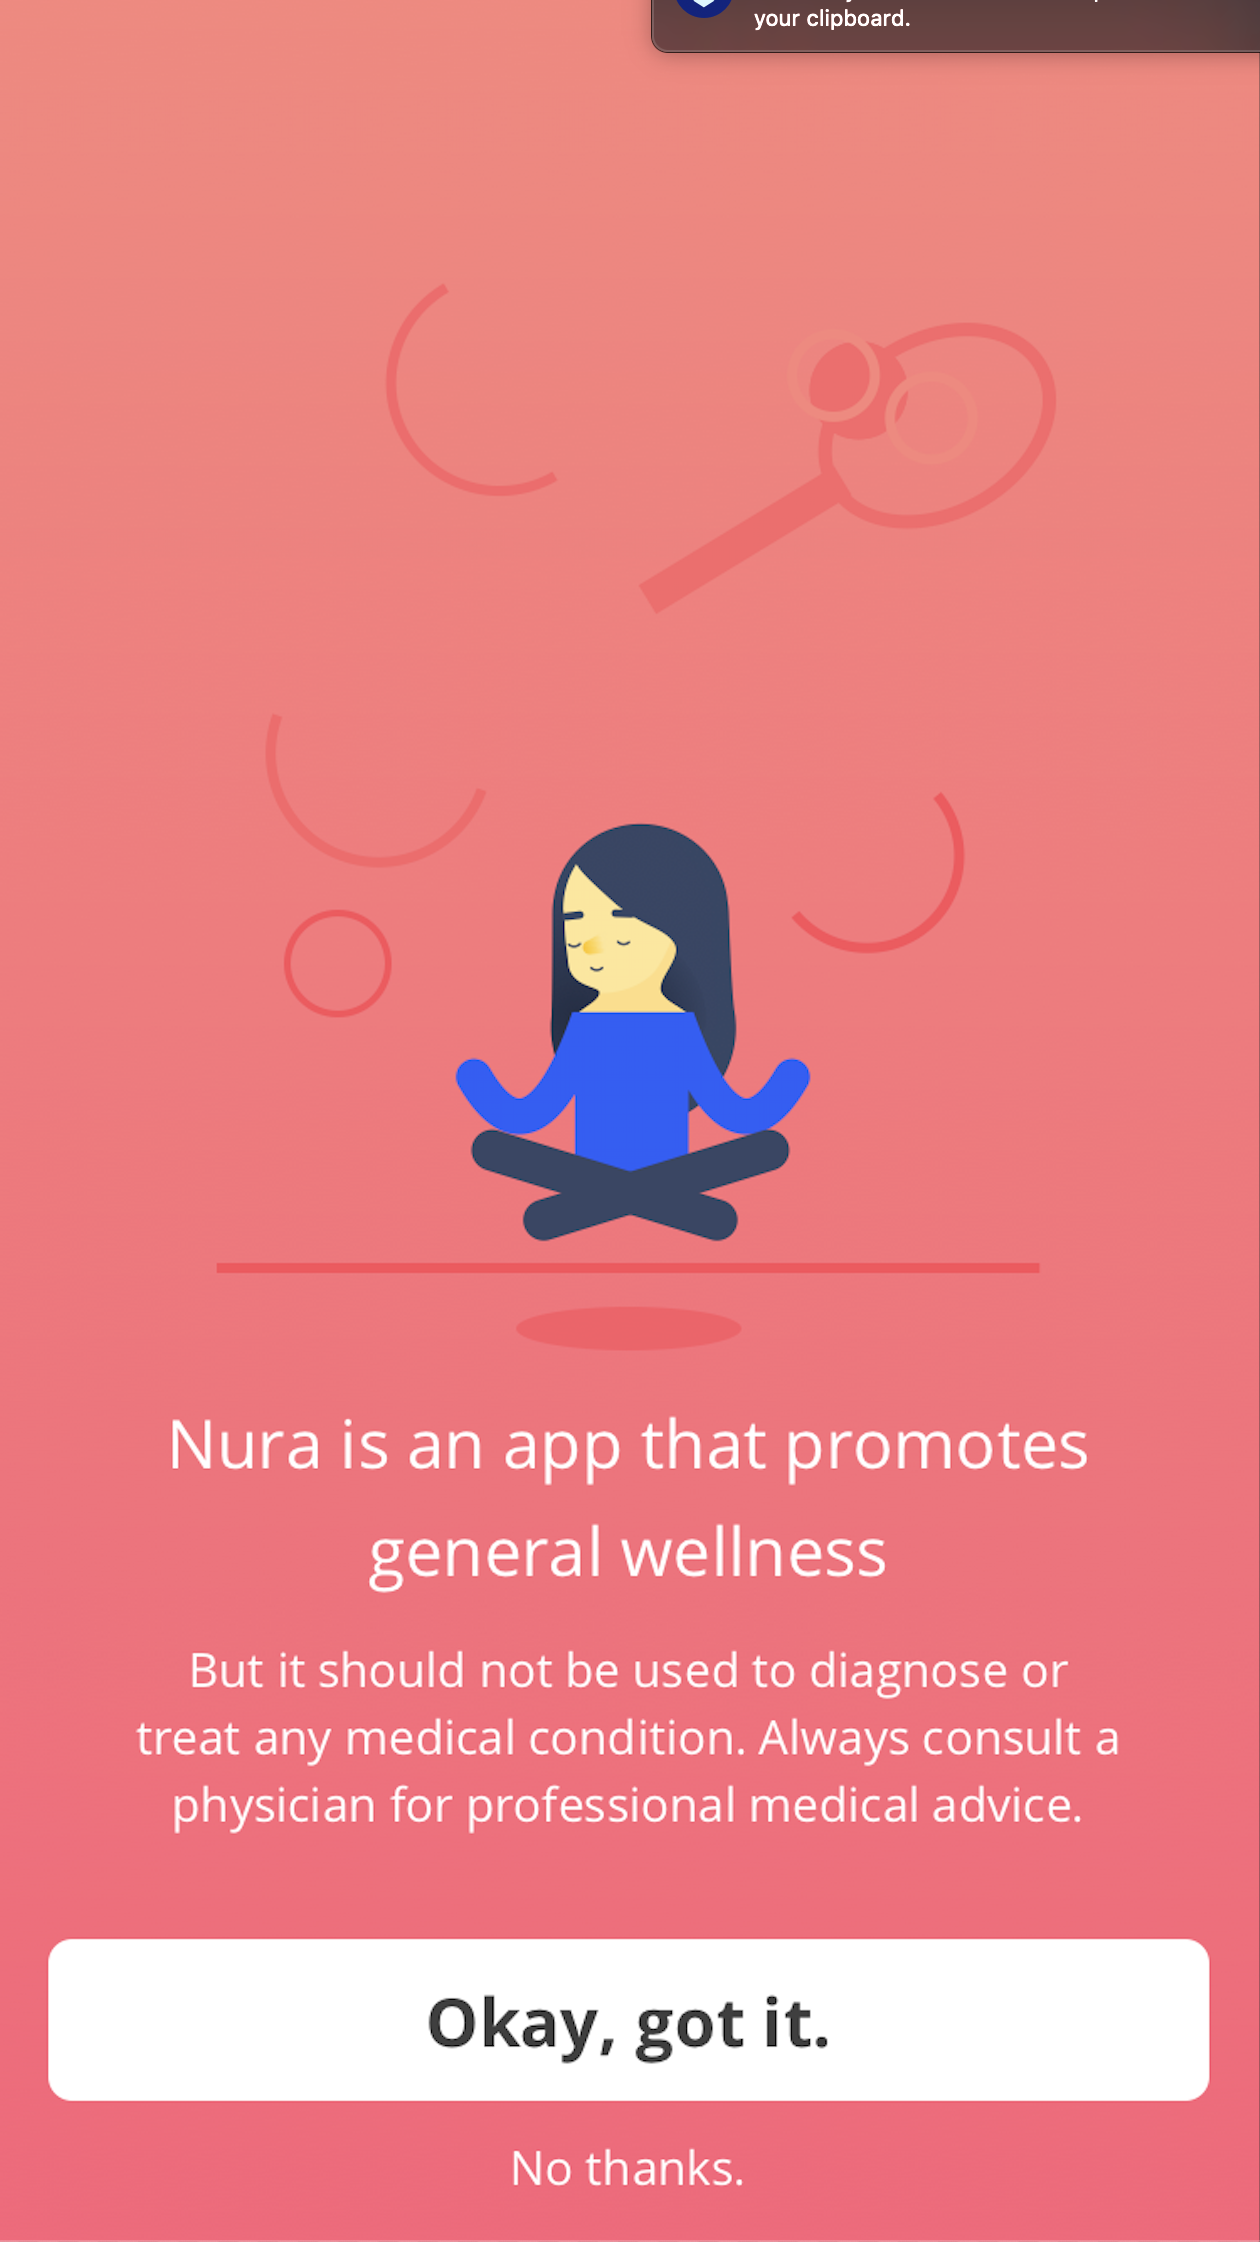 your clipboard.
Nura is an app that promotes
general wellness
But it should not be used to diagnose or
treat any medical condition. Always consult a
physician for professional medical advice.
Okay, got it.
No thanks.